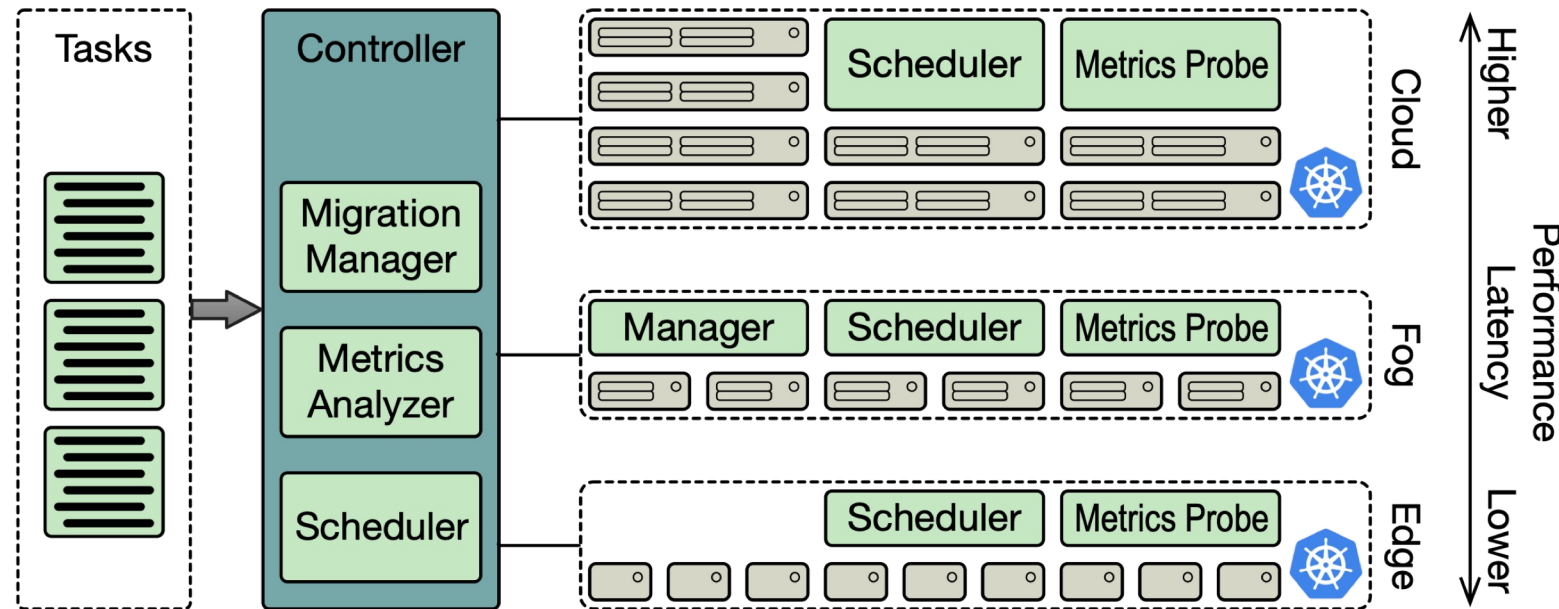 Tasks
Controller
Migration
Manager
Metrics
Analyzer
Scheduler
Scheduler
Metrics Probe
Cloud
Manager
Scheduler
Metrics Probe
Fog
Scheduler
Metrics Probe
Edge
Higher
Latency
Lower
Performance